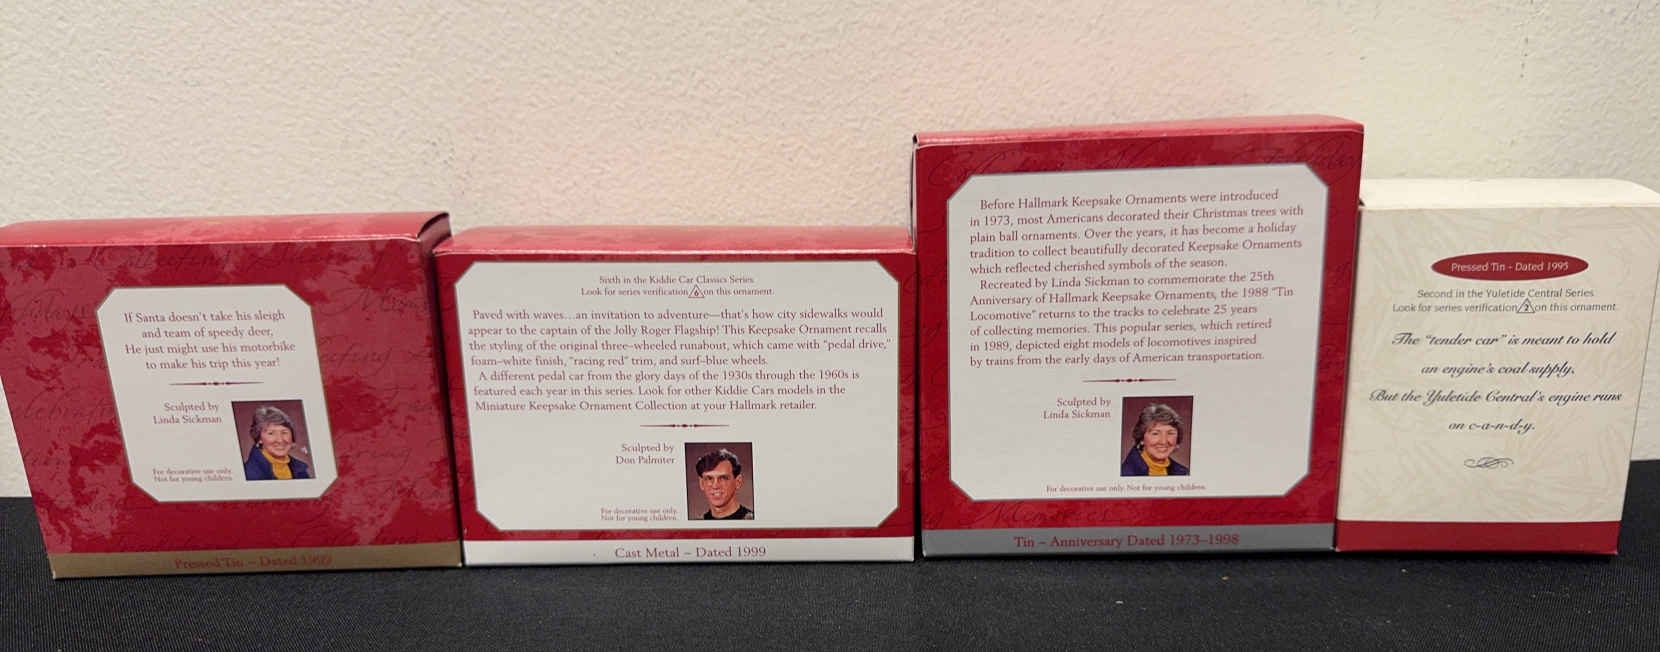 If Santa doesn't take his sleigh
and team of speedy deer,
He just might use his motorbike
to make his trip this year!
Sculpted by
Linda Sickman
For decorative use only.
Not for young children.
Pressed Tin – Dated 1999
Sixth in the Kiddie Car Classics Series.
Look for series verification 6 on this ornament.
Paved with waves...an invitation to adventure—that's how city sidewalks would
appear to the captain of the Jolly Roger Flagship! This Keepsake Ornament recalls
the styling of the original three–wheeled runabout, which came with "pedal drive,"
foam–white finish, "racing red" trim, and surf–blue wheels.
A different pedal car from the glory days of the 1930s through the 1960s is
featured each year in this series. Look for other Kiddie Cars models in the
Miniature Keepsake Ornament Collection at your Hallmark retailer.
Sculpted by
Don Palmiter
For decorative use only.
Not for young children.
Cast Metal – Dated 1999
Before Hallmark Keepsake Ornaments were introduced
in 1973, most Americans decorated their Christmas trees with
plain ball ornaments. Over the years, it has become a holiday
tradition to collect beautifully decorated Keepsake Ornaments
which reflected cherished symbols of the season.
Recreated by Linda Sickman to commemorate the 25th
Anniversary of Hallmark Keepsake Ornaments, the 1988 "Tin
Locomotive" returns to the tracks to celebrate 25 years
of collecting memories. This popular series, which retired
in 1989, depicted eight models of locomotives inspired
by trains from the early days of American transportation.
Sculpted by
Linda Sickman
For decorative use only. Not for young children.
Tin – Anniversary Dated 1973–1998
Pressed Tin - Dated 1995
Second in the Yuletide Central Series.
Look for series verification 2 on this ornament.
The "tender car" is meant to hold
an engine's coal supply,
But the Yuletide Central's engine runs
on c-a-n-d-y.